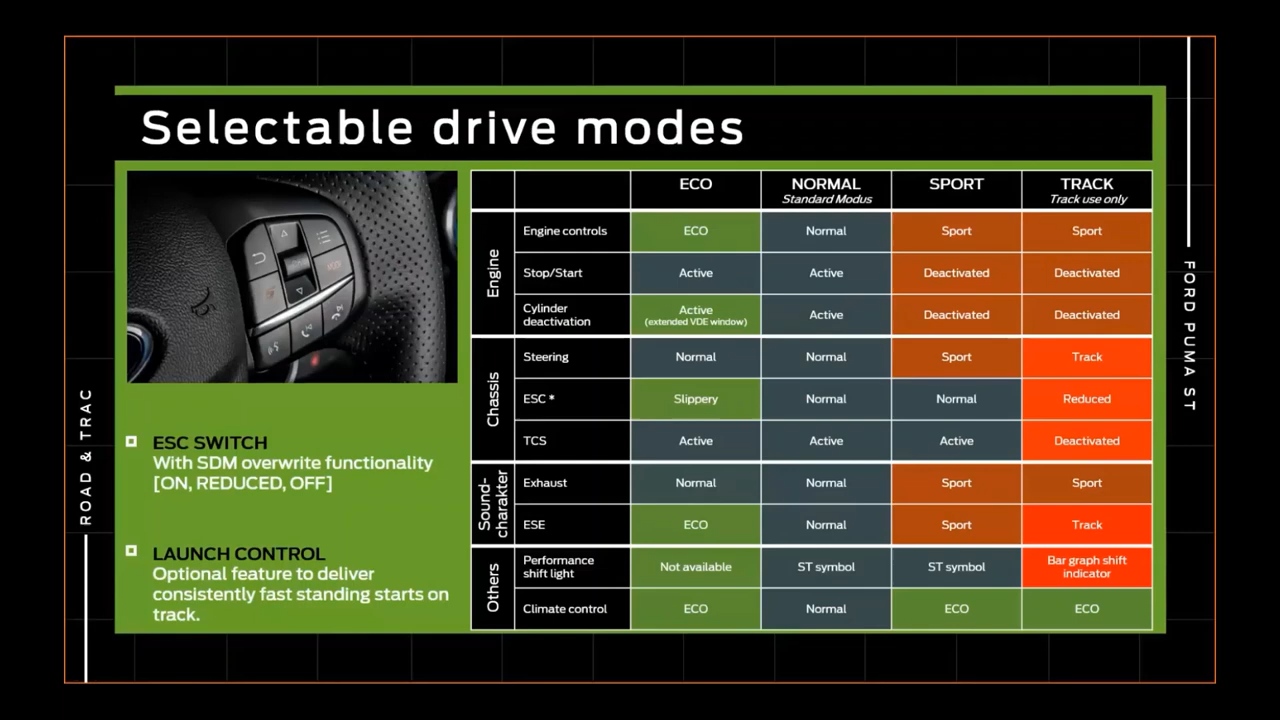 Selectable drive modes
ECO NORMAL SPORT TRACK
Standard Modus Track use only
Engine
Engine controls ECO Normal Sport Sport
Stop/Start Active Active Deactivated Deactivated
Cylinder
deactivation Active
(extended VDE window) Active Deactivated Deactivated
Chassis
Steering Normal Normal Sport Track
ESC * Slippery Normal Normal Reduced
TCS Active Active Active Deactivated
Sound-
charakter
Exhaust Normal Normal Sport Sport
ESE ECO Normal Sport Track
Others
Performance
shift light Not available ST symbol ST symbol Bar graph shift
indicator
Climate control ECO Normal ECO ECO
ESC SWITCH
With SDM overwrite functionality
[ON, REDUCED, OFF]
LAUNCH CONTROL
Optional feature to deliver
consistently fast standing starts on
track.
ROAD & TRAC
FORD PUMA ST